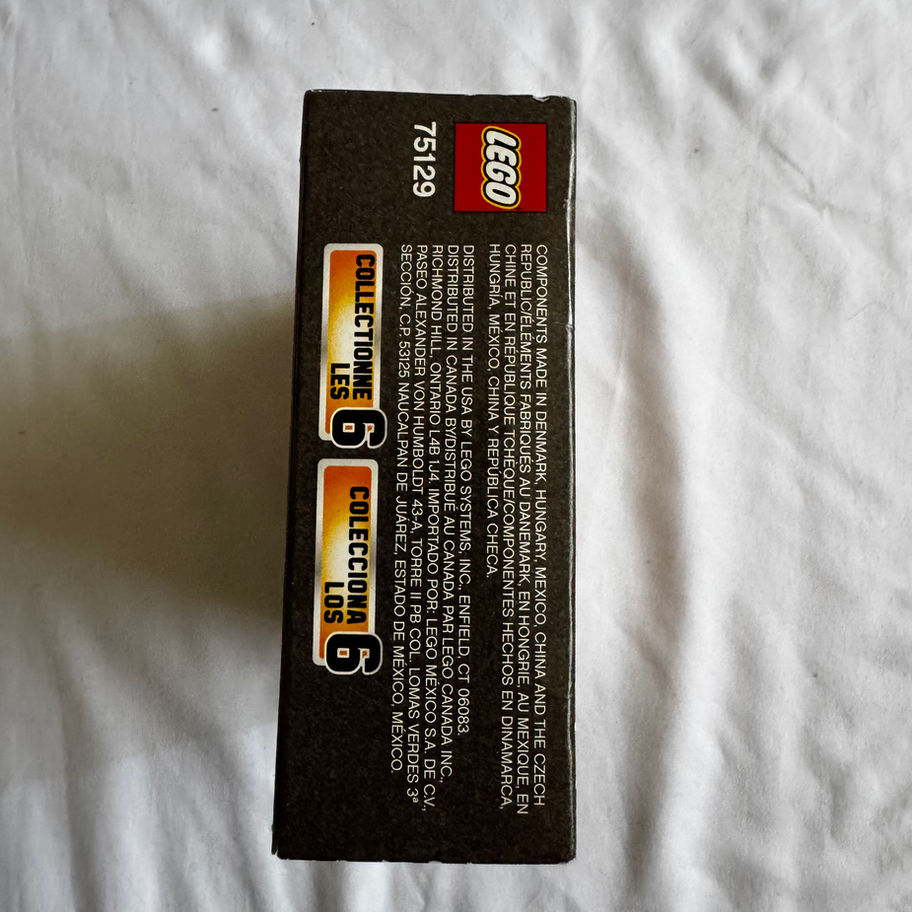 LEGO
75129
COMPONENTS MADE IN DENMARK, HUNGARY, MEXICO, CHINA AND THE CZECH
REPUBLIC/ÉLÉMENTS FABRIQUÉS AU DANEMARK, EN HONGRIE, AU MEXIQUE, EN
CHINE ET EN RÉPUBLIQUE TCHÈQUE/COMPONENTES HECHOS EN DINAMARCA,
HUNGRÍA, MÉXICO, CHINA Y REPÚBLICA CHECA.
DISTRIBUTED IN THE USA BY LEGO SYSTEMS, INC., ENFIELD, CT 06083.
DISTRIBUTED IN CANADA BY/DISTRIBUÉ AU CANADA PAR LEGO CANADA INC.,
RICHMOND HILL, ONTARIO L4B 1J4. IMPORTADO POR: LEGO MÉXICO S.A. DE C.V.,
PASEO ALEXANDER VON HUMBOLDT 43-A, TORRE II PB COL. LOMAS VERDES 3ª
SECCIÓN, C.P. 53125 NAUCALPAN DE JUÁREZ, ESTADO DE MÉXICO, MÉXICO.
COLLECTIONNE
LES 6
COLECCIONA
LOS 6